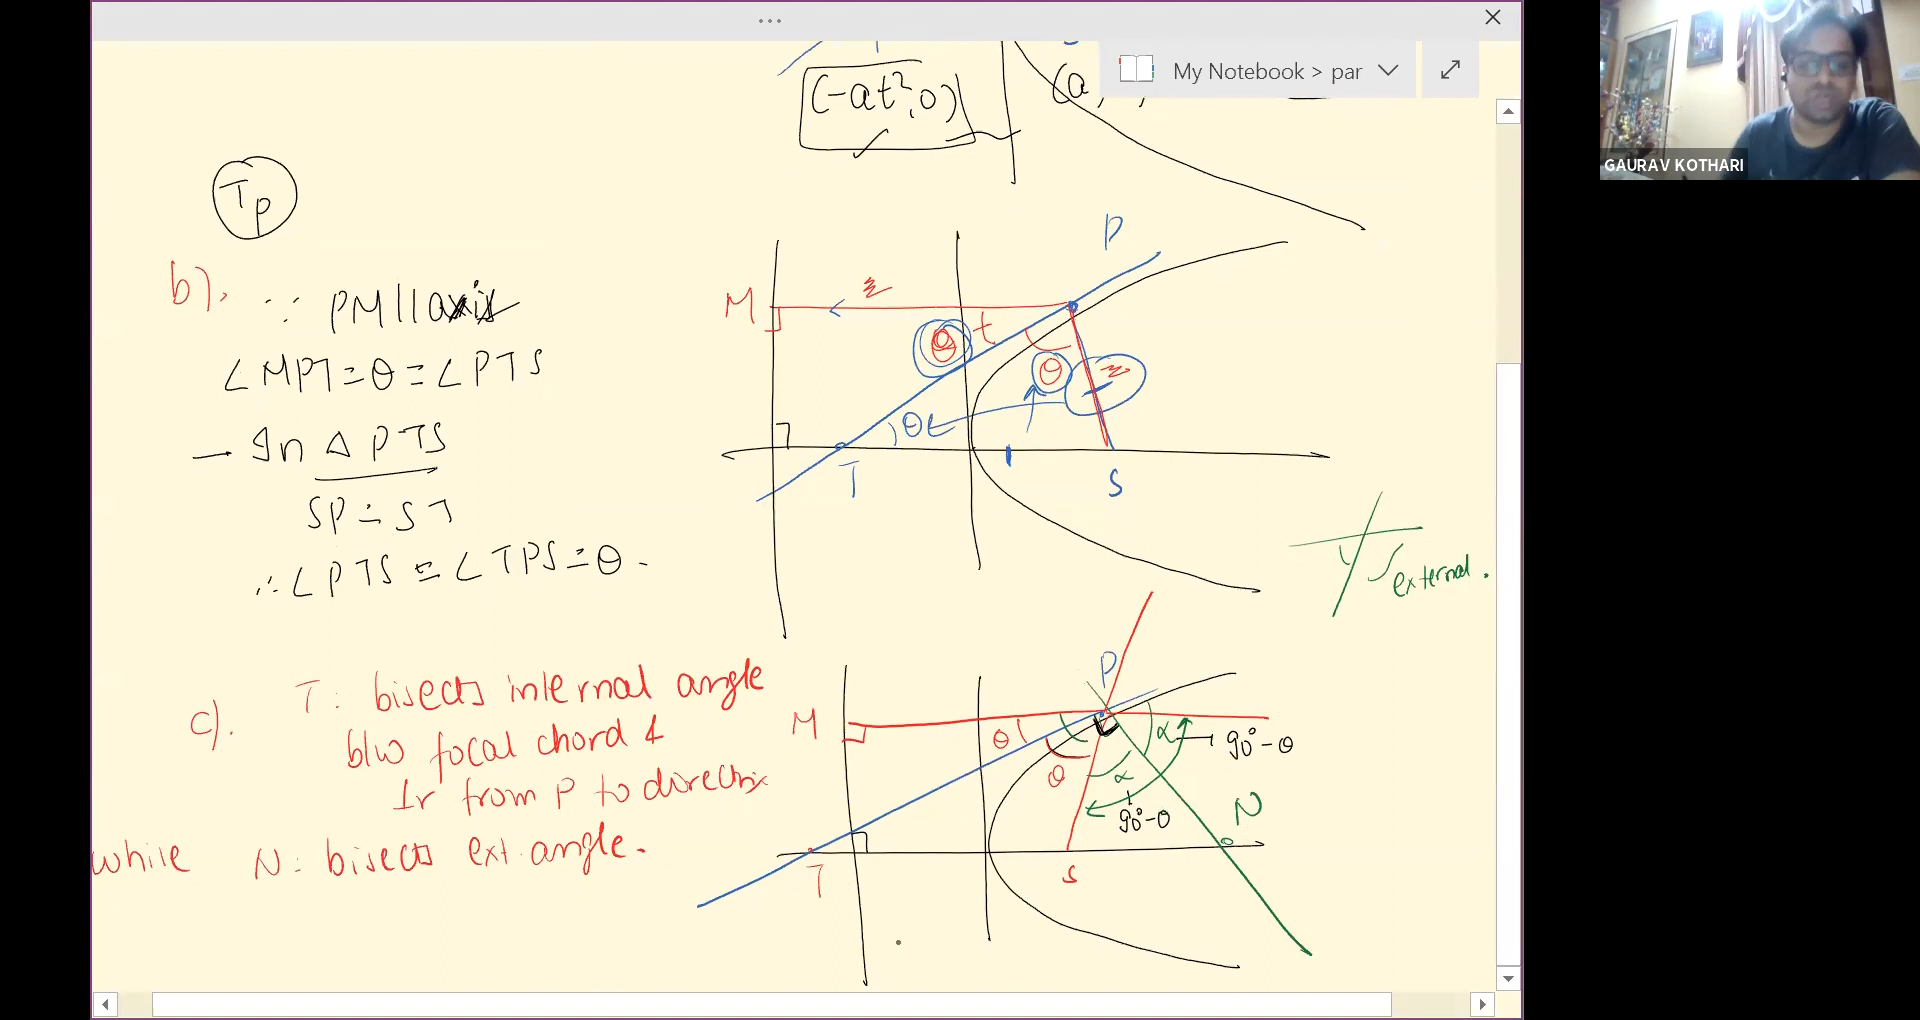 My Notebook > par
(-at²,0)
(a,
Tp
b).
∵ PM || axis
∠MPT = θ = ∠PTS
— In △ PTS
SP = ST
∴ ∠PTS = ∠TPS = θ.
P
M
t
θ
θ
θ
T
S
external.
c). T: bisects internal angle
b/w focal chord &
⊥r from P to directrix
while N: bisects ext. angle.
P
M
θ
θ
α
90°-θ
α
90°-θ
N
T
S
GAURAV KOTHARI